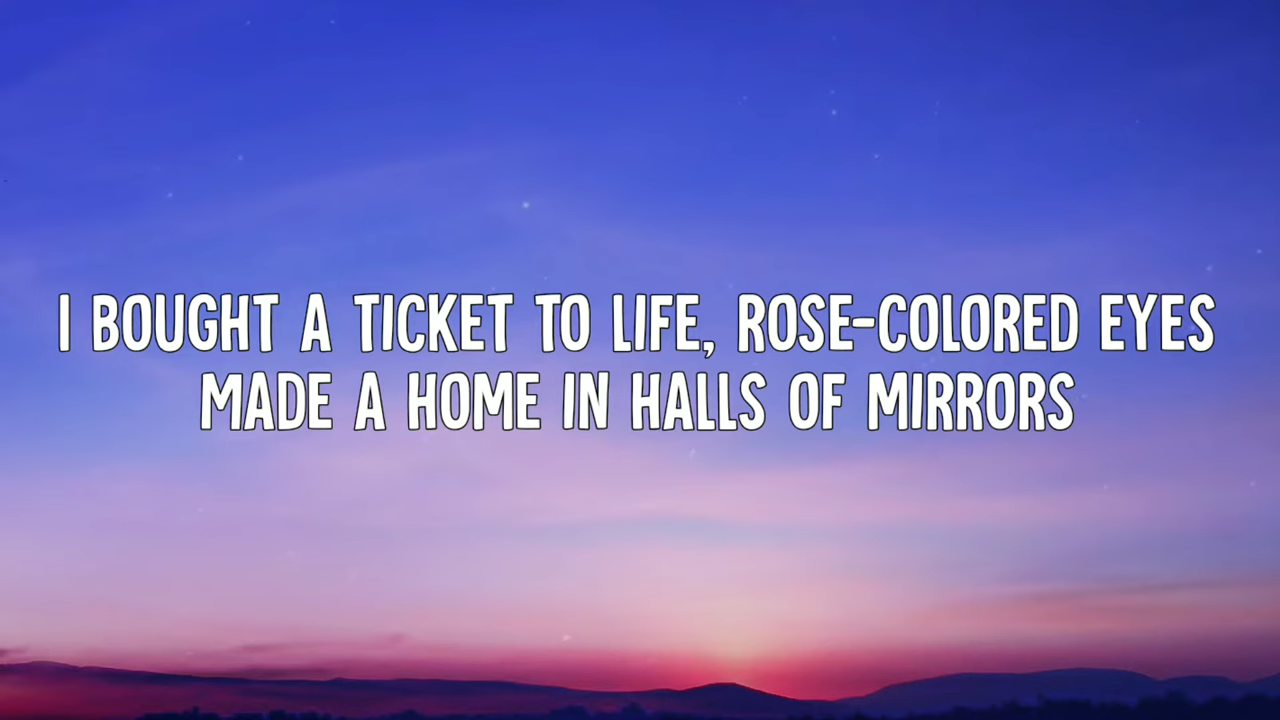 I BOUGHT A TICKET TO LIFE, ROSE-COLORED EYES
MADE A HOME IN HALLS OF MIRRORS